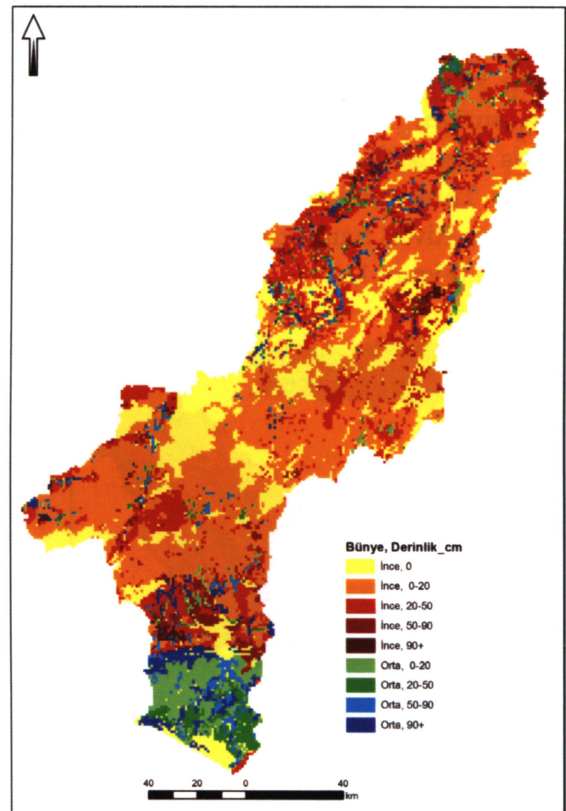 Bünye, Derinlik_cm
İnce, 0
İnce, 0-20
İnce, 20-50
İnce, 50-90
İnce, 90+
Orta, 0-20
Orta, 20-50
Orta, 50-90
Orta, 90+
40 20 0 40
km